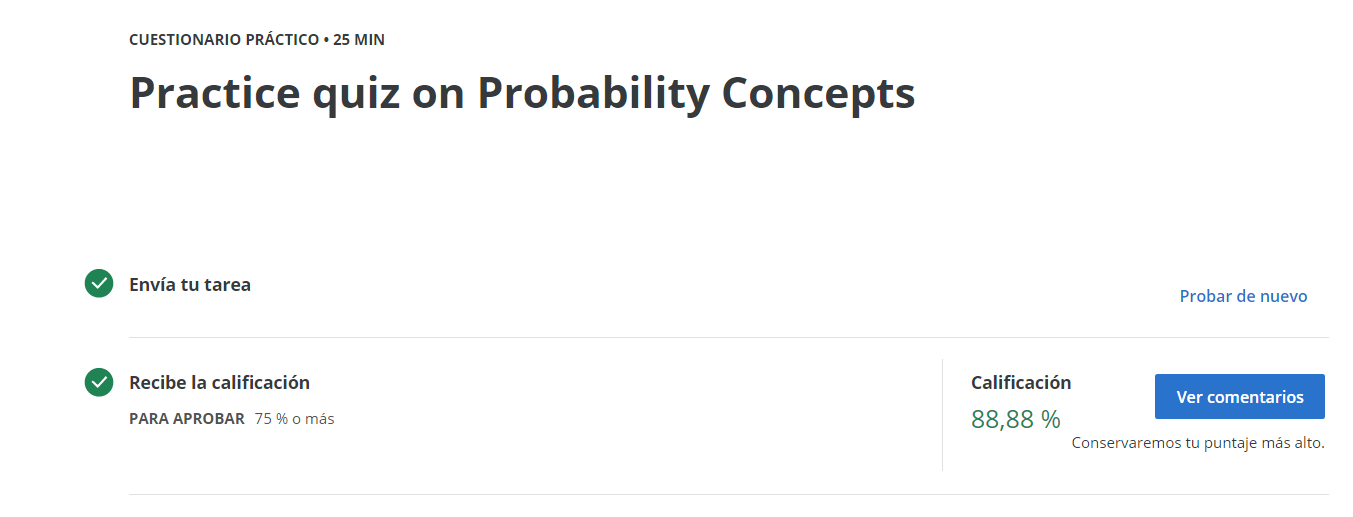 CUESTIONARIO PRÁCTICO • 25 MIN
Practice quiz on Probability Concepts
Envía tu tarea
Probar de nuevo
Recibe la calificación
PARA APROBAR 75 % o más
Calificación
88,88 %
Ver comentarios
Conservaremos tu puntaje más alto.